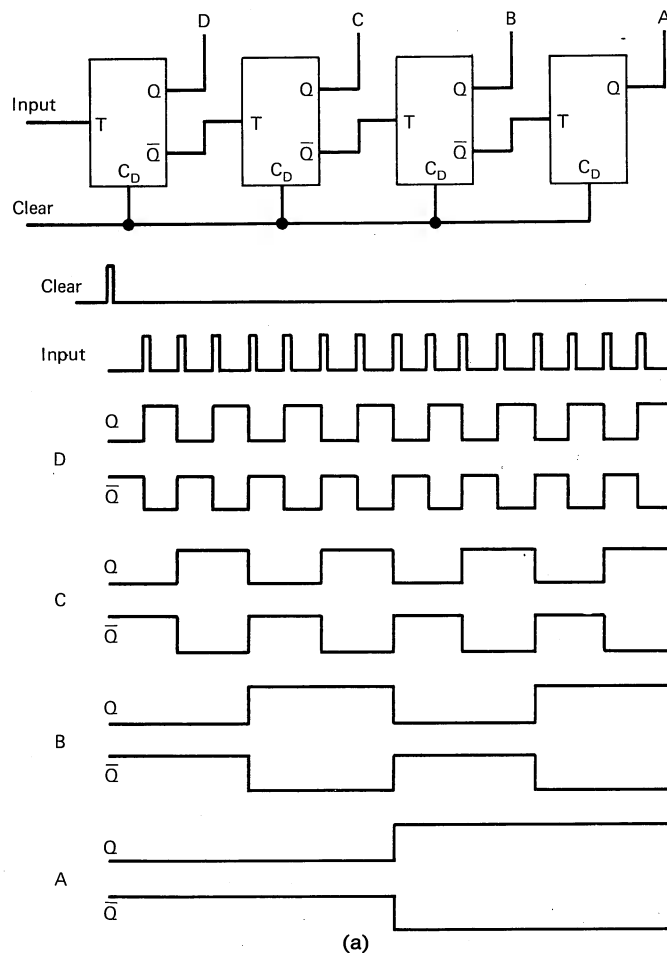 D C B A
Input T Q Q̅ C_D T Q Q̅ C_D T Q Q̅ C_D T Q C_D
Clear
Clear
Input
Q
D
Q̅
Q
C
Q̅
Q
B
Q̅
Q
A
Q̅
(a)